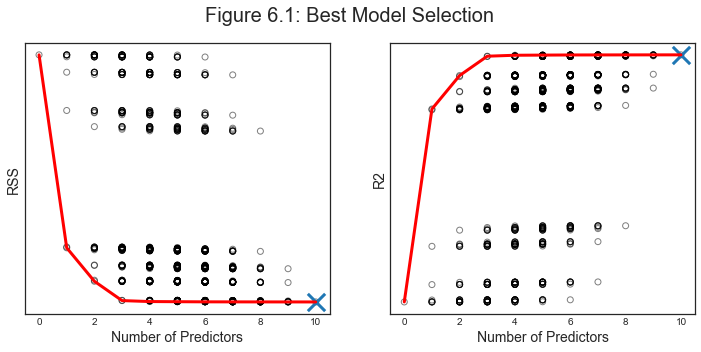 Figure 6.1: Best Model Selection
RSS
0 2 4 6 8 10
Number of Predictors
R2
0 2 4 6 8 10
Number of Predictors